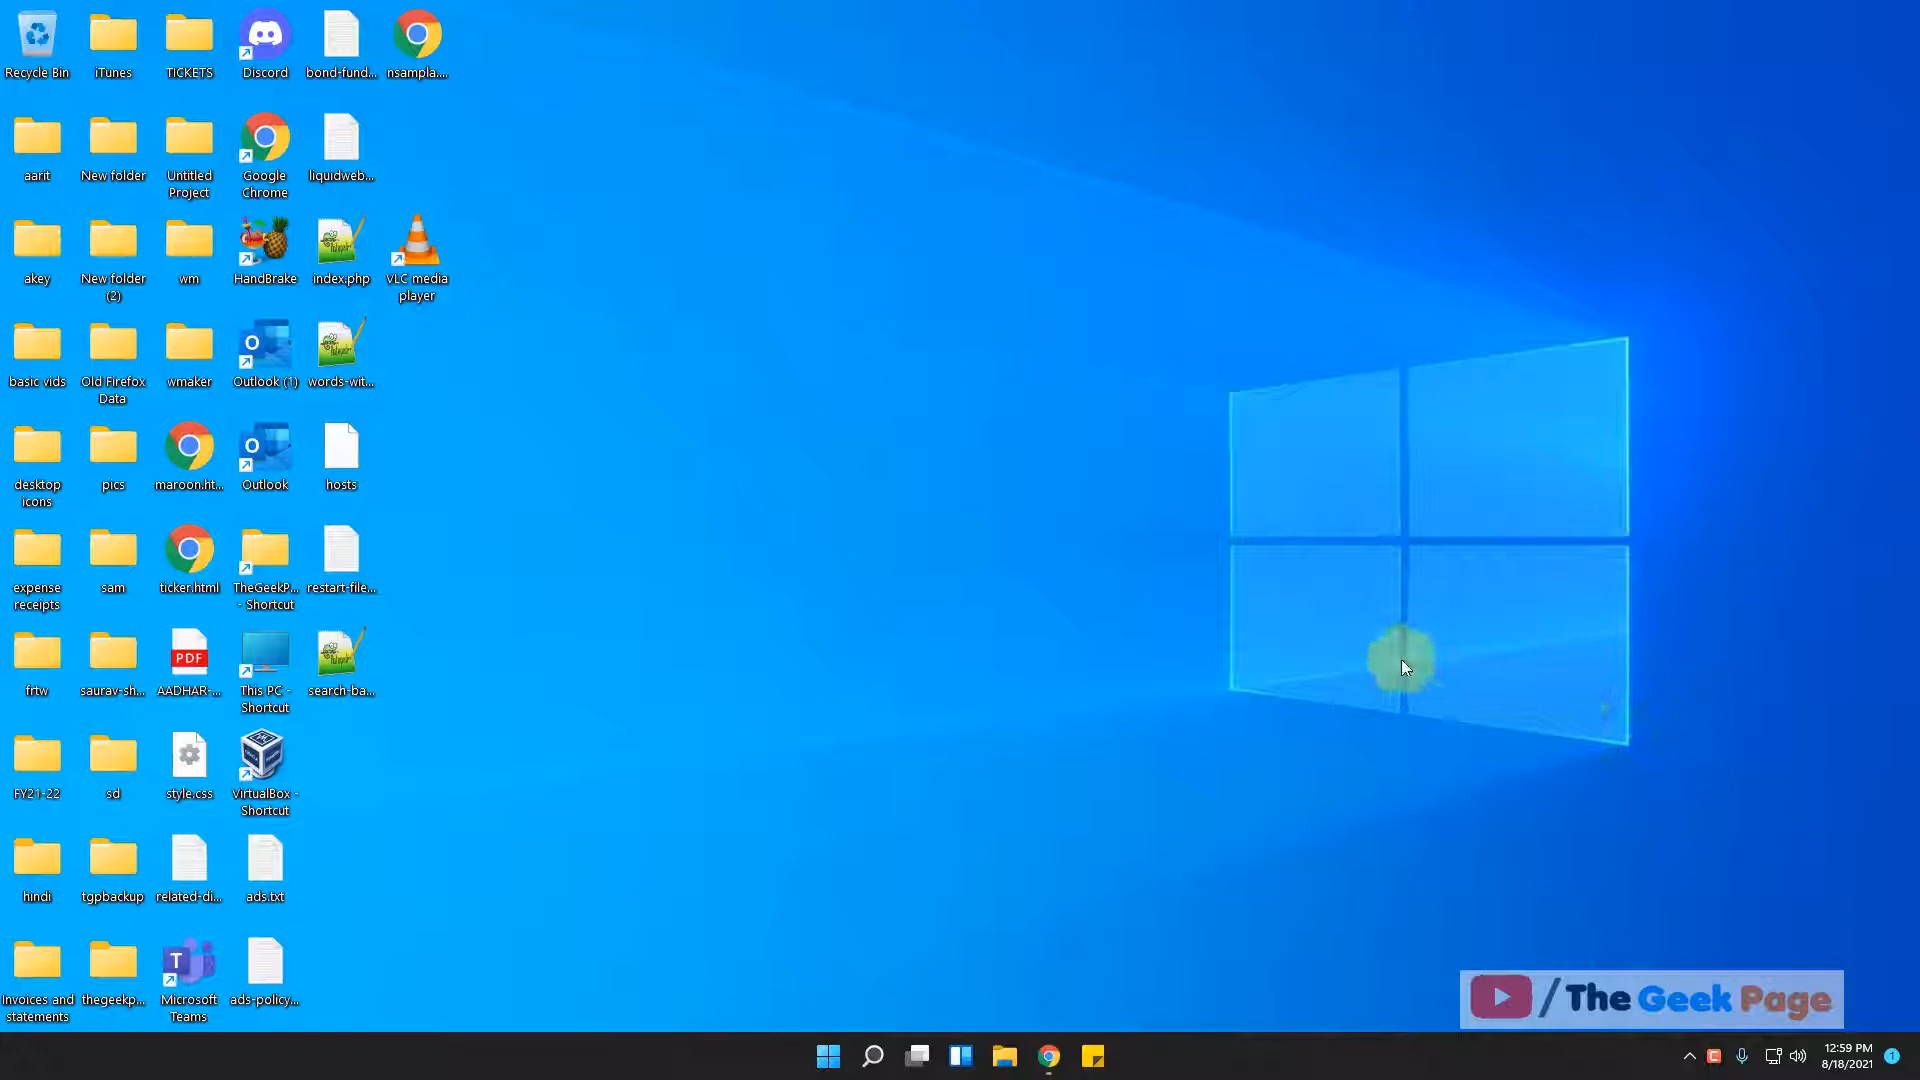 Recycle Bin
iTunes
TICKETS
Discord
bond-fund...
nsampla....
aarit
New folder
Untitled
Project
Google
Chrome
liquidweb...
akey
New folder
(2)
wm
HandBrake
index.php
VLC media
player
basic vids
Old Firefox
Data
wmaker
Outlook (1)
words-wit...
desktop
icons
pics
maroon.ht...
Outlook
hosts
expense
receipts
sam
ticker.html
TheGeekP...
- Shortcut
restart-file...
frtw
saurav-sh...
PDF
AADHAR-...
This PC -
Shortcut
search-ba...
FY21-22
sd
style.css
VirtualBox -
Shortcut
hindi
tgpbackup
related-di...
ads.txt
Invoices and
statements
thegeekp...
Microsoft
Teams
ads-policy...
/ The Geek Page
12:59 PM
8/18/2021
1